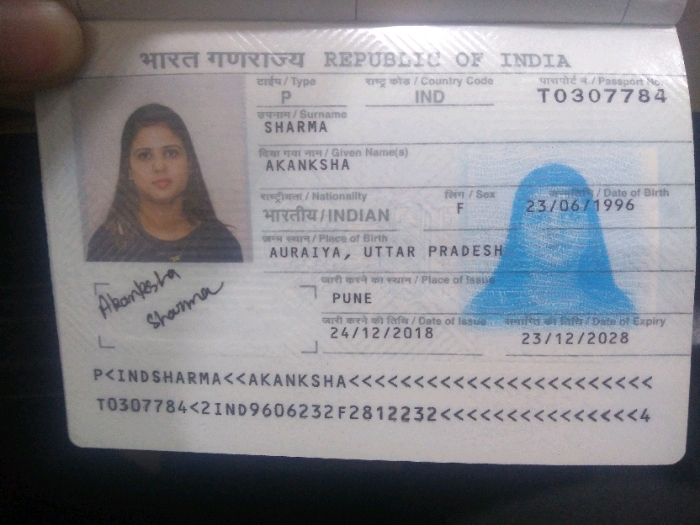 भारत गणराज्य REPUBLIC OF INDIA
टाईप / Type राष्ट्र कोड / Country Code पासपोर्ट नं / Passport No.
P IND T0307784
उपनाम / Surname
SHARMA
दिया गया नाम / Given Name(s)
AKANKSHA
राष्ट्रीयता / Nationality लिंग / Sex जन्मतिथि / Date of Birth
भारतीय / INDIAN F 23/06/1996
जन्म स्थान / Place of Birth
AURAIYA, UTTAR PRADESH
जारी करने का स्थान / Place of Issue
PUNE
जारी करने की तिथि / Date of Issue समाप्ति की तिथि / Date of Expiry
24/12/2018 23/12/2028
Akanksha
Sharma
P<INDSHARMA<<AKANKSHA<<<<<<<<<<<<<<<<<<<<<<<
T0307784<2IND9606232F2812232<<<<<<<<<<<<<<<4